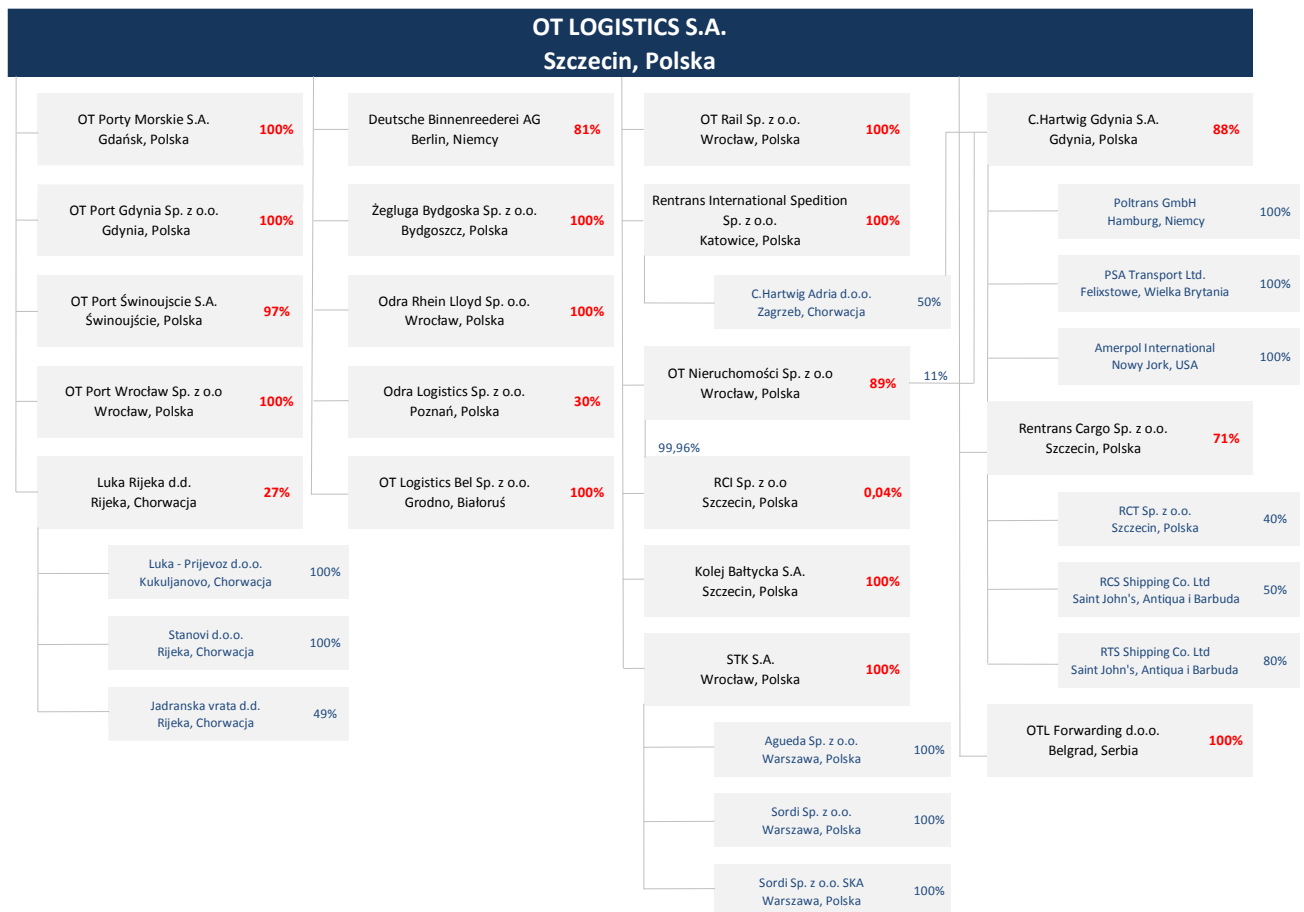 OT LOGISTICS S.A.
Szczecin, Polska
OT Porty Morskie S.A.
Gdańsk, Polska
100%
OT Port Gdynia Sp. z o.o.
Gdynia, Polska
100%
OT Port Świnoujscie S.A.
Świnoujście, Polska
97%
OT Port Wrocław Sp. z o.o
Wrocław, Polska
100%
Luka Rijeka d.d.
Rijeka, Chorwacja
27%
Luka - Prijevoz d.o.o.
Kukuljanovo, Chorwacja
100%
Stanovi d.o.o.
Rijeka, Chorwacja
100%
Jadranska vrata d.d.
Rijeka, Chorwacja
49%
Deutsche Binnenreederei AG
Berlin, Niemcy
81%
Żegluga Bydgoska Sp. z o.o.
Bydgoszcz, Polska
100%
Odra Rhein Lloyd Sp. o.o.
Wrocław, Polska
100%
Odra Logistics Sp. z o.o.
Poznań, Polska
30%
OT Logistics Bel Sp. z o.o.
Grodno, Białoruś
100%
OT Rail Sp. z o.o.
Wrocław, Polska
100%
Rentrans International Spedition
Sp. z o.o.
Katowice, Polska
100%
C.Hartwig Adria d.o.o.
Zagrzeb, Chorwacja
50%
OT Nieruchomości Sp. z o.o
Wrocław, Polska
89%
11%
99,96%
RCI Sp. z o.o
Szczecin, Polska
0,04%
Kolej Bałtycka S.A.
Szczecin, Polska
100%
STK S.A.
Wrocław, Polska
100%
Agueda Sp. z o.o.
Warszawa, Polska
100%
Sordi Sp. z o.o.
Warszawa, Polska
100%
Sordi Sp. z o.o. SKA
Warszawa, Polska
100%
C.Hartwig Gdynia S.A.
Gdynia, Polska
88%
Poltrans GmbH
Hamburg, Niemcy
100%
PSA Transport Ltd.
Felixstowe, Wielka Brytania
100%
Amerpol International
Nowy Jork, USA
100%
Rentrans Cargo Sp. z o.o.
Szczecin, Polska
71%
RCT Sp. z o.o.
Szczecin, Polska
40%
RCS Shipping Co. Ltd
Saint John's, Antiqua i Barbuda
50%
RTS Shipping Co. Ltd
Saint John's, Antiqua i Barbuda
80%
OTL Forwarding d.o.o.
Belgrad, Serbia
100%